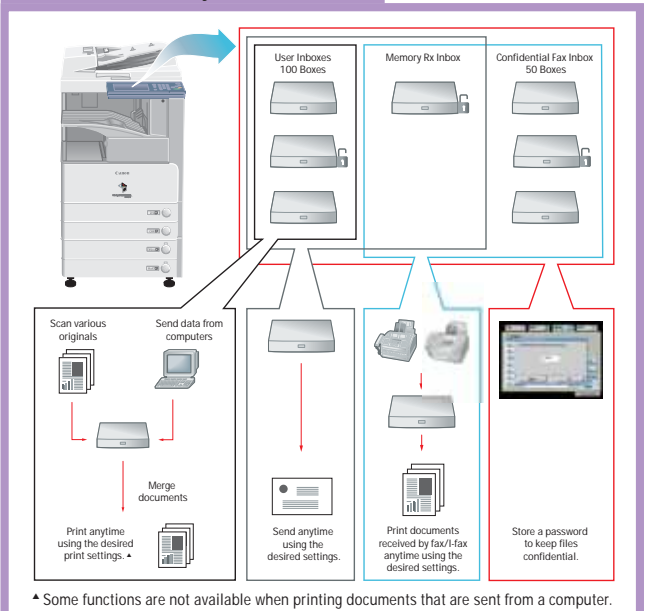 User Inboxes
100 Boxes
Memory Rx Inbox
Confidential Fax Inbox
50 Boxes
Canon
Scan various
originals
Send data from
computers
Merge
documents
Print anytime
using the desired
print settings.▲
Send anytime
using the
desired settings.
Print documents
received by fax/I-fax
anytime using the
desired settings.
Store a password
to keep files
confidential.
▲ Some functions are not available when printing documents that are sent from a computer.